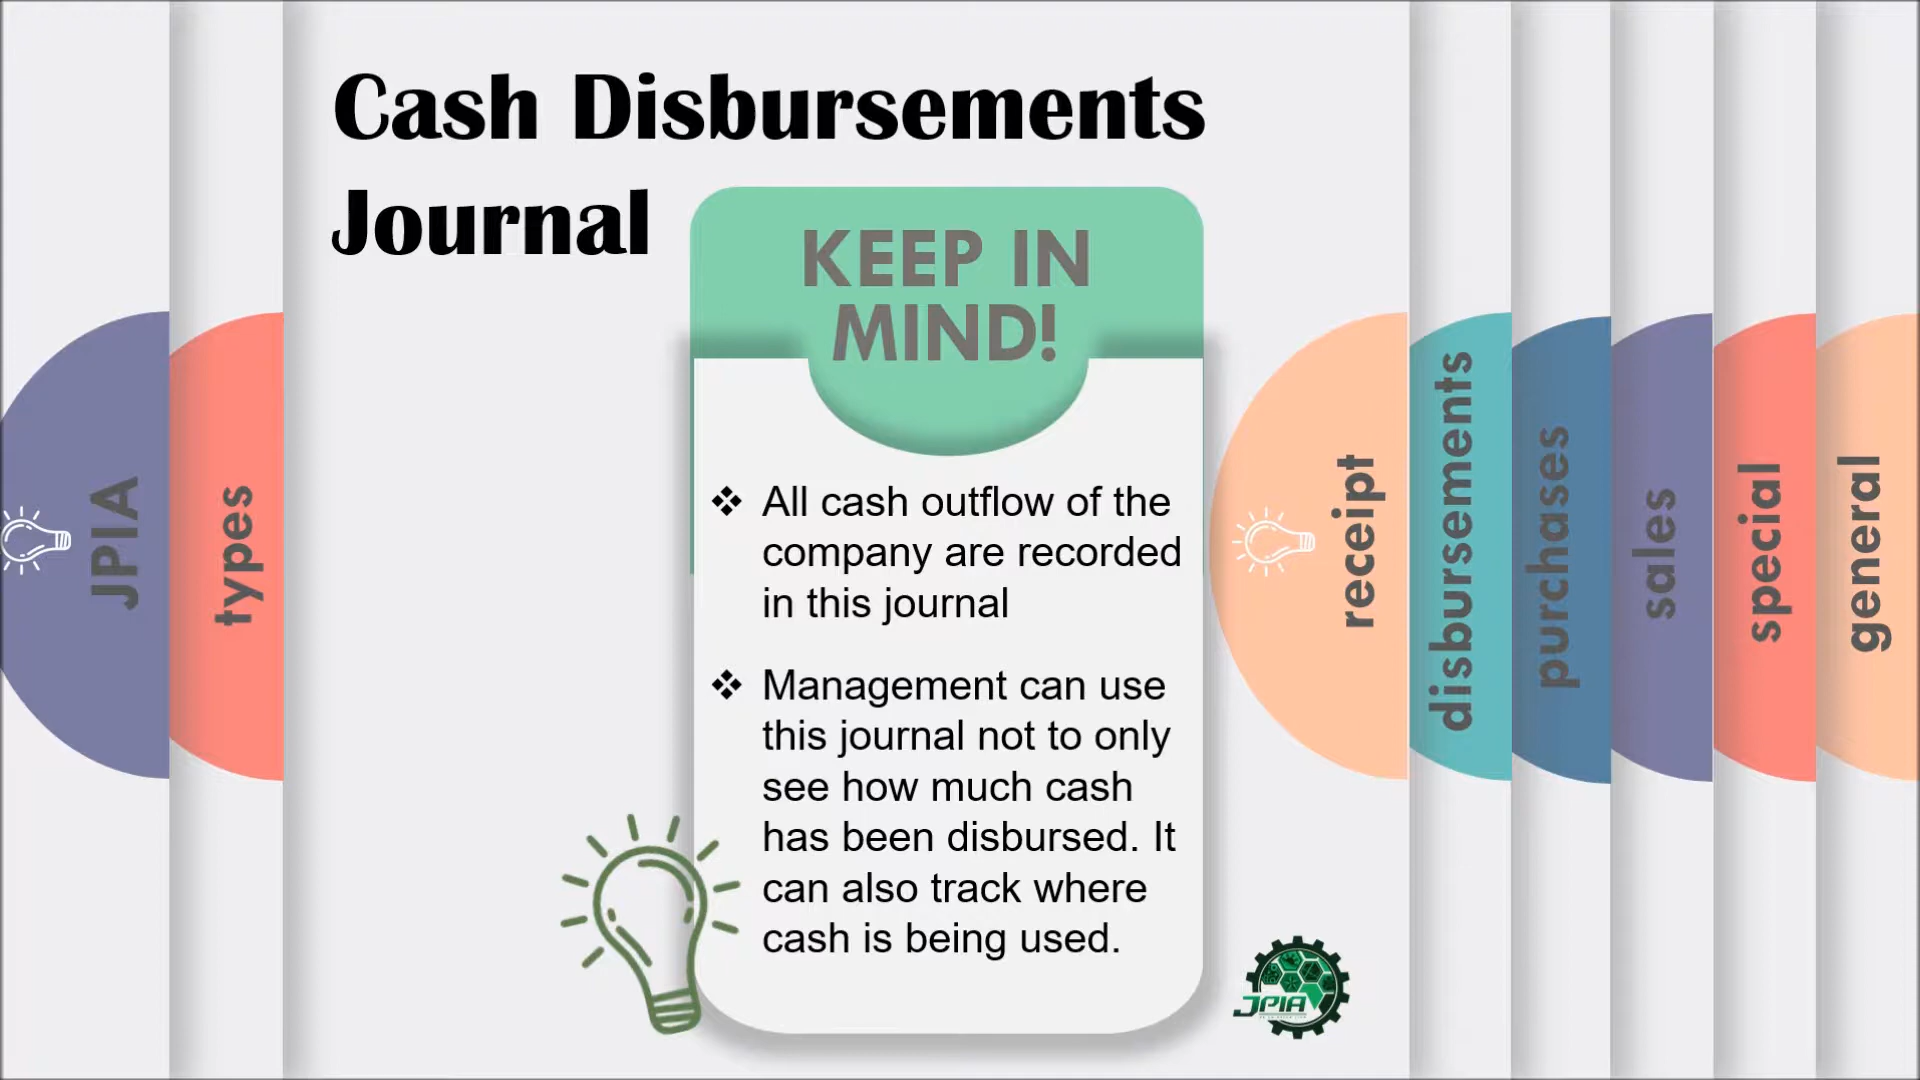 Cash Disbursements
Journal
KEEP IN
MIND!
❖ All cash outflow of the
company are recorded
in this journal
❖ Management can use
this journal not to only
see how much cash
has been disbursed. It
can also track where
cash is being used.
JPIA
types
receipt
disbursements
purchases
sales
special
general
JPIA